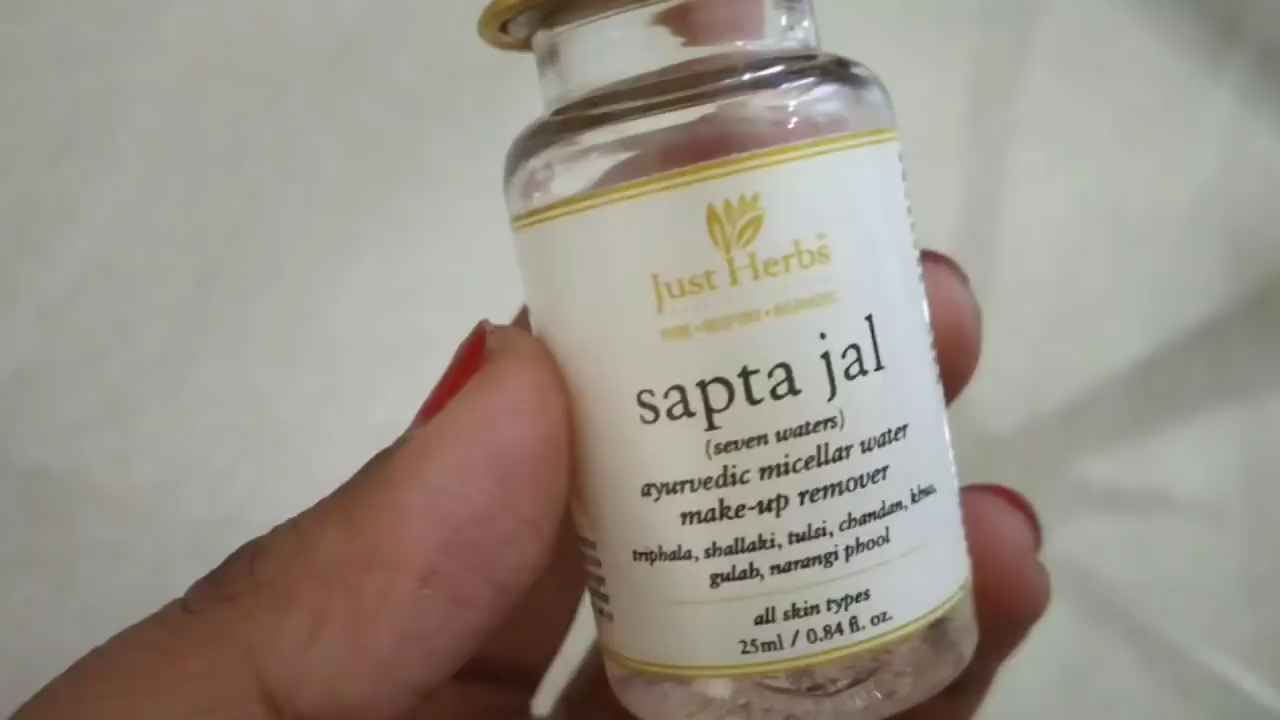 Just Herbs
sapta jal
(seven waters)
ayurvedic micellar water
make-up remover
triphala, shallaki, tulsi, chandan, khus,
gulab, narangi phool
all skin types
25ml / 0.84 fl. oz.